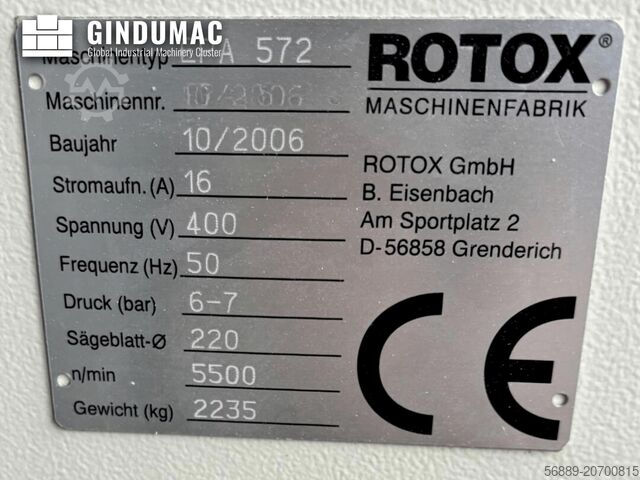 GINDUMAC
Global Industrial Machinery Cluster
Maschinentyp 572
Maschinennr.
Baujahr 10/2006
Stromaufn. (A) 16
Spannung (V) 400
Frequenz (Hz) 50
Druck (bar) 6-7
Sägeblatt-Ø 220
n/min 5500
Gewicht (kg) 2235
ROTOX®
MASCHINENFABRIK
ROTOX GmbH
B. Eisenbach
Am Sportplatz 2
D-56858 Grenderich
CE
56889-20700815